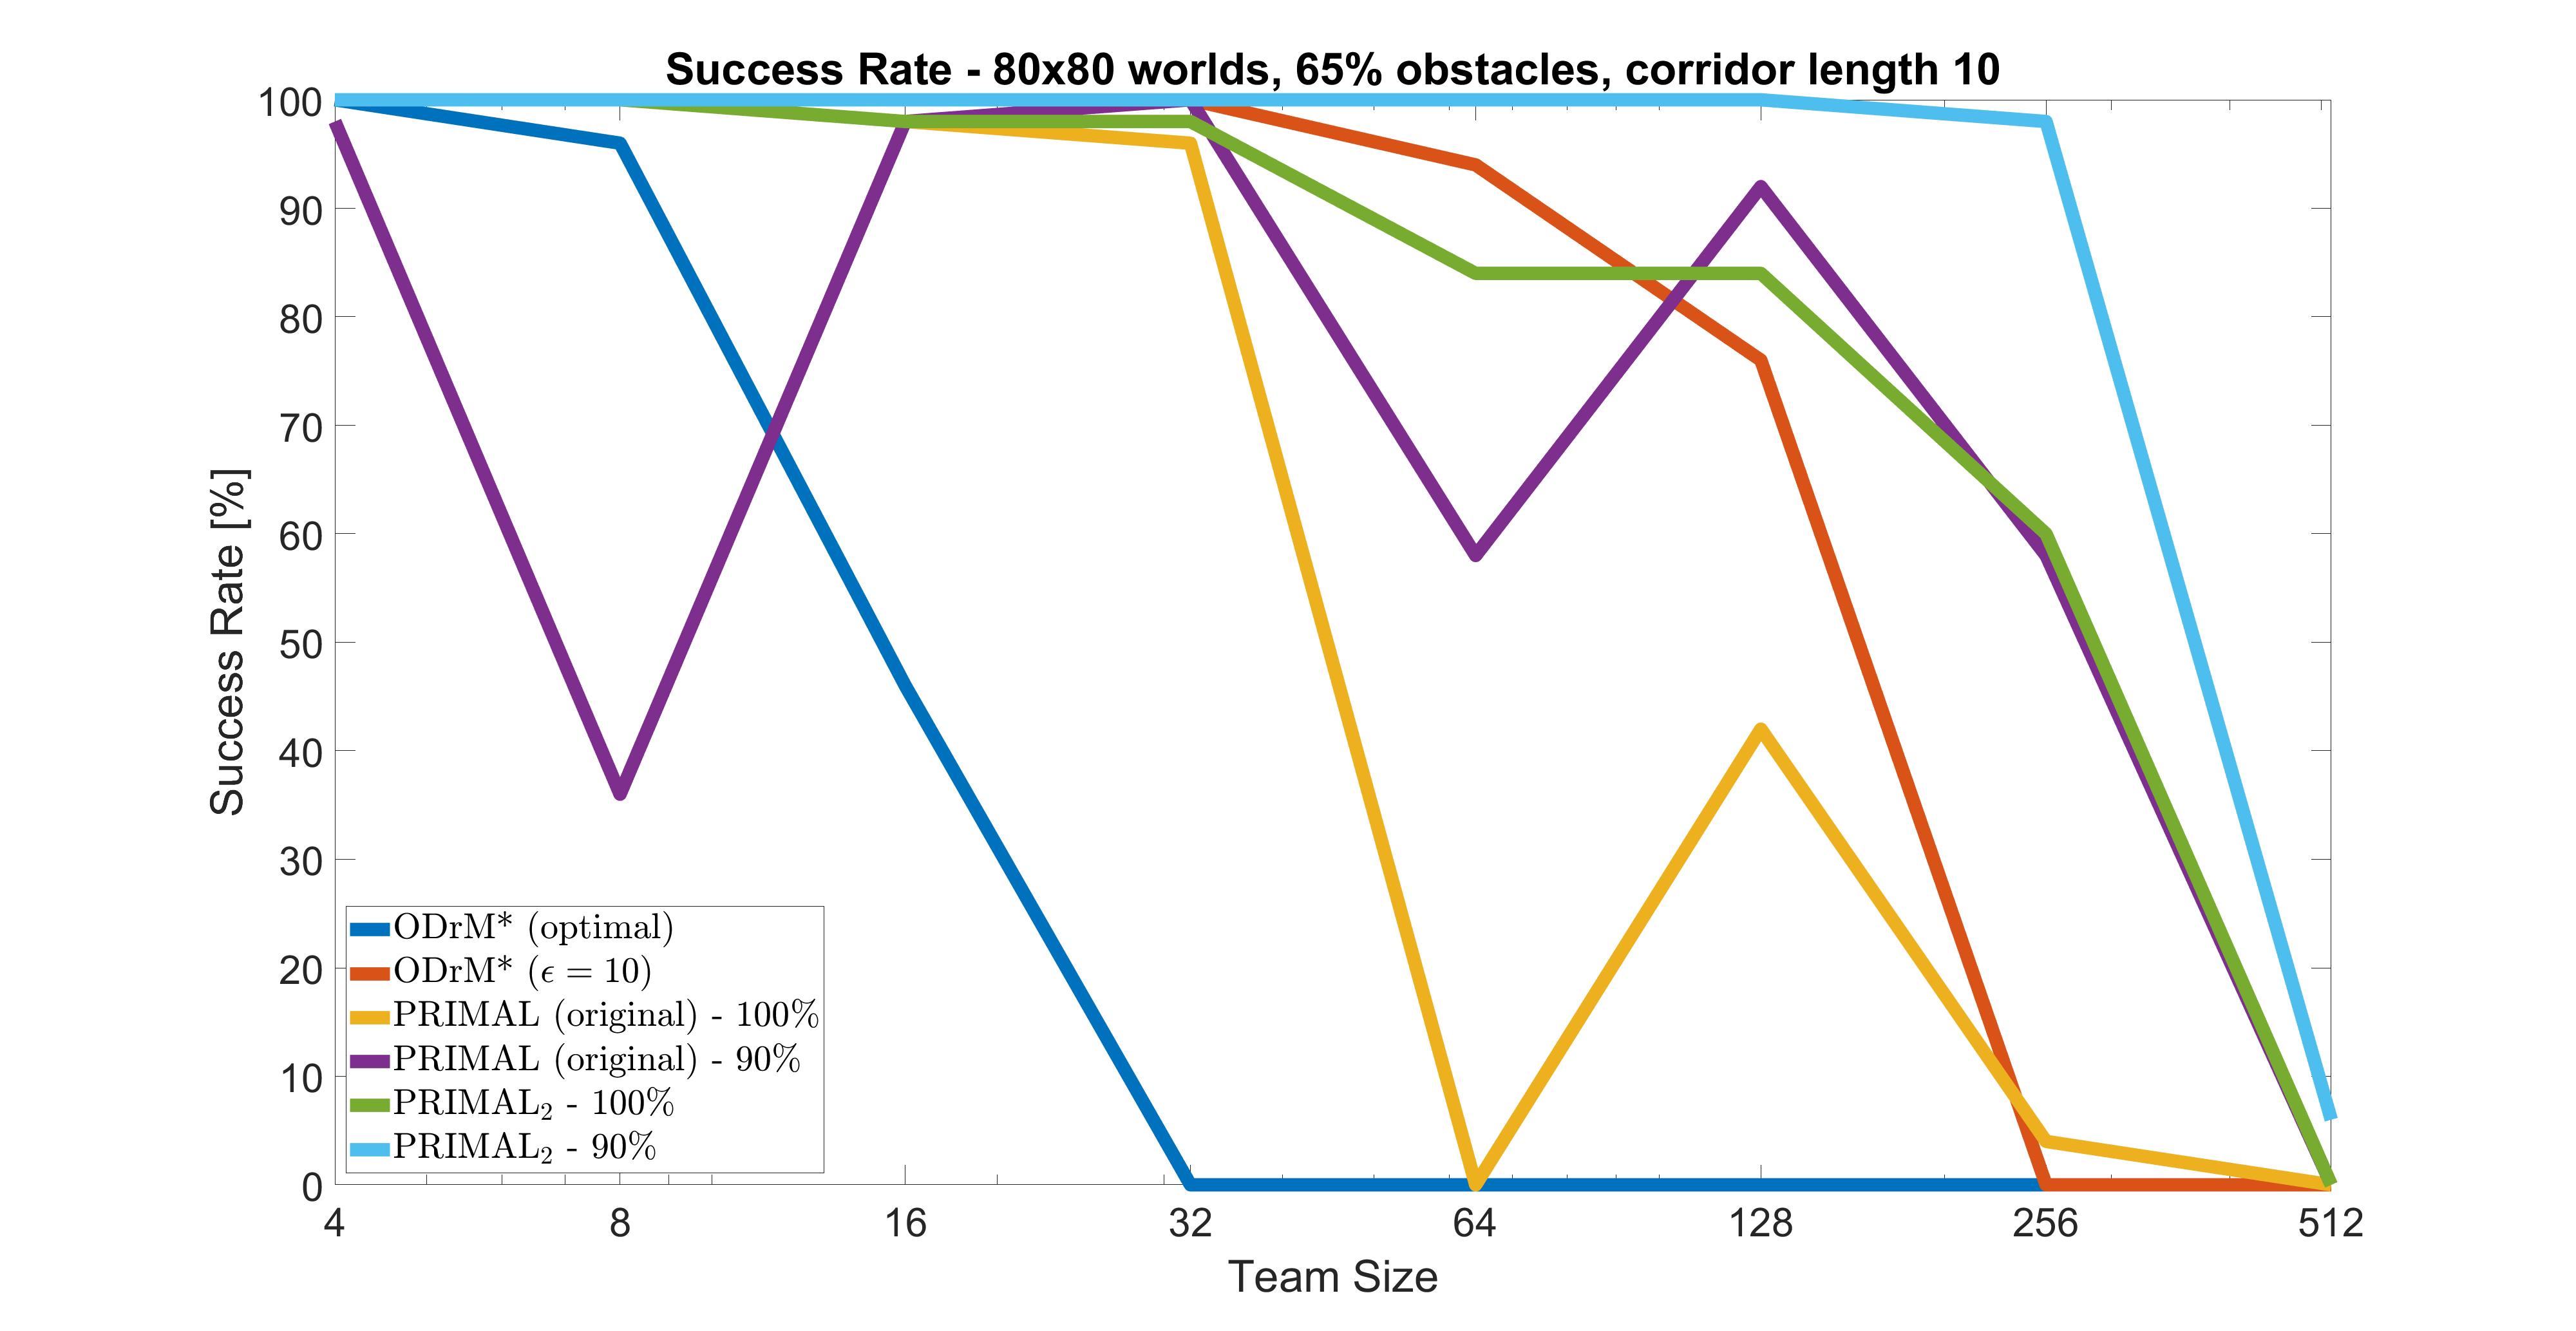 Success Rate - 80x80 worlds, 65% obstacles, corridor length 10
Success Rate [%]
100
90
80
70
60
50
40
30
20
10
0
ODrM* (optimal)
ODrM* (ϵ = 10)
PRIMAL (original) - 100%
PRIMAL (original) - 90%
PRIMAL₂ - 100%
PRIMAL₂ - 90%
4 8 16 32 64 128 256 512
Team Size